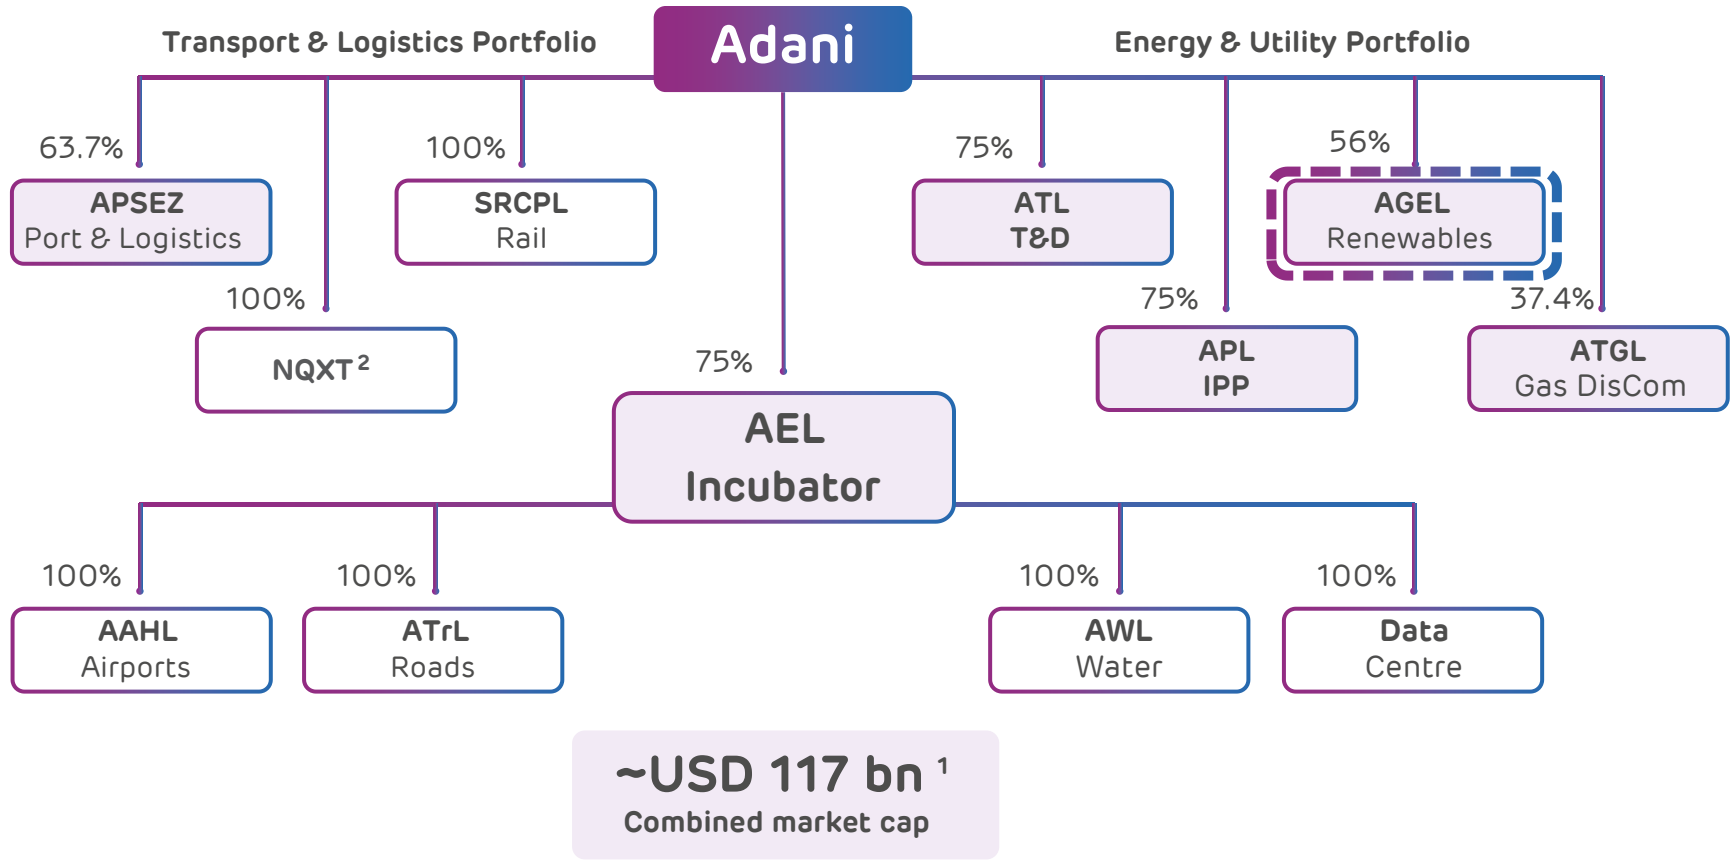 Transport & Logistics Portfolio
Adani
Energy & Utility Portfolio
63.7%
APSEZ
Port & Logistics
100%
NQXT ²
100%
SRCPL
Rail
75%
AEL
Incubator
75%
ATL
T&D
75%
APL
IPP
56%
AGEL
Renewables
37.4%
ATGL
Gas DisCom
100%
AAHL
Airports
100%
ATrL
Roads
100%
AWL
Water
100%
Data
Centre
~USD 117 bn ¹
Combined market cap